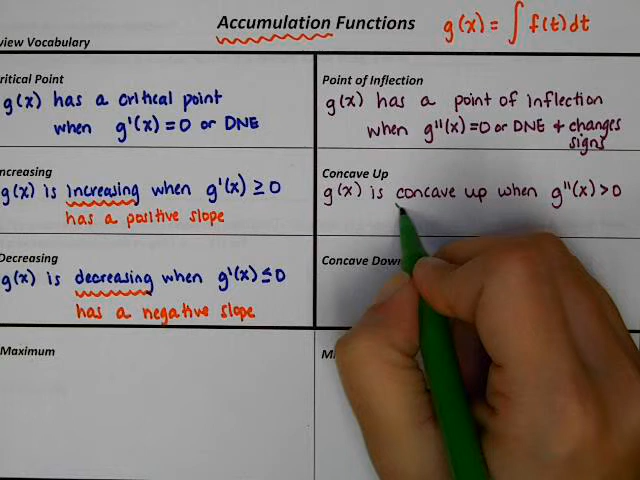 Accumulation Functions g(x) = ∫ f(t)dt
view Vocabulary
ritical Point
g(x) has a critical point
when g'(x) = 0 or DNE
Point of Inflection
g(x) has a point of inflection
when g''(x) = 0 or DNE + changes
signs
ncreasing
g(x) is increasing when g'(x) ≥ 0
has a positive slope
Concave Up
g(x) is concave up when g''(x) > 0
Decreasing
g(x) is decreasing when g'(x) ≤ 0
has a negative slope
Concave Down
Maximum